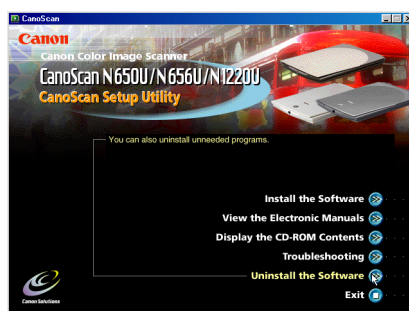 CanoScan
Canon
Canon Color Image Scanner
CanoScan N650U/N656U/N1220U
CanoScan Setup Utility
You can also uninstall unneeded programs.
Install the Software
View the Electronic Manuals
Display the CD-ROM Contents
Troubleshooting
Uninstall the Software
Exit
Canon Solutions